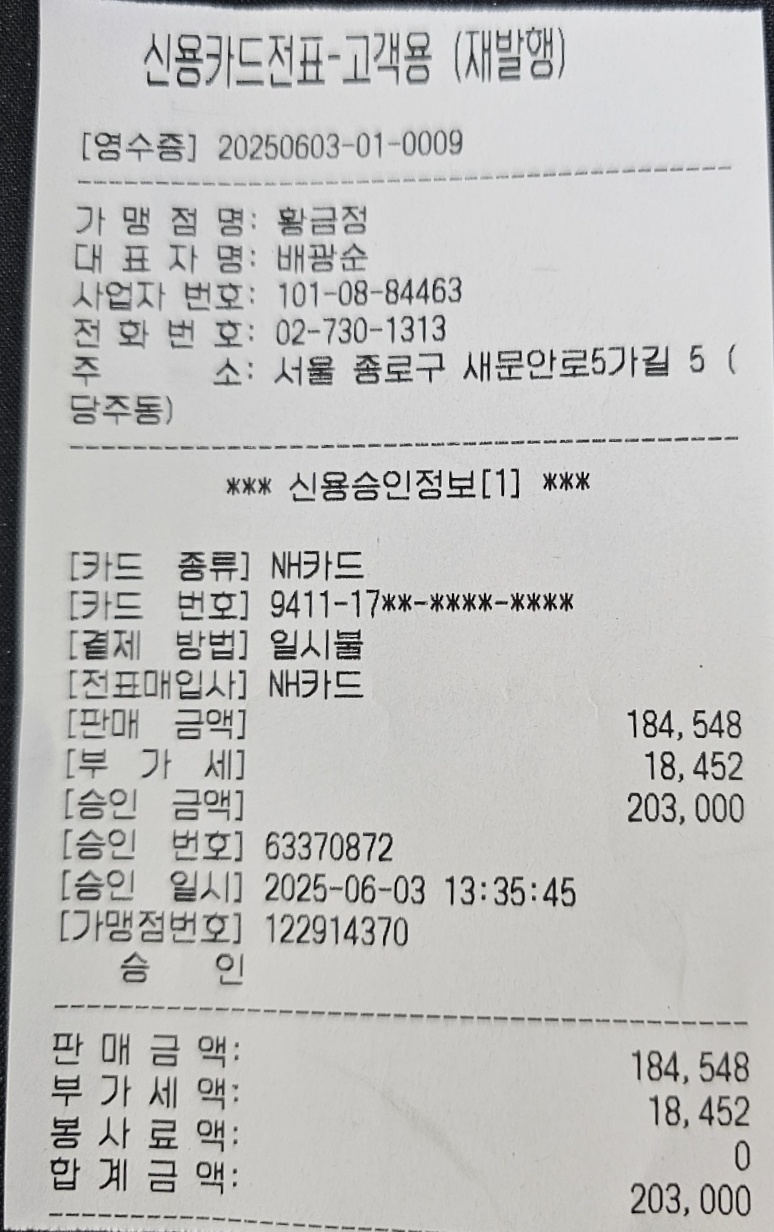 신용카드전표-고객용 (재발행)
[영수증] 20250603-01-0009
가 맹 점 명: 황금정
대 표 자 명: 배광순
사업자 번호: 101-08-84463
전 화 번 호: 02-730-1313
주 소: 서울 종로구 새문안로5가길 5 (
당주동)
*** 신용승인정보[1] ***
[카드 종류] NH카드
[카드 번호] 9411-17**-****-****
[결제 방법] 일시불
[전표매입사] NH카드
[판매 금액] 184,548
[부 가 세] 18,452
[승인 금액] 203,000
[승인 번호] 63370872
[승인 일시] 2025-06-03 13:35:45
[가맹점번호] 122914370
승 인
판 매 금 액: 184,548
부 가 세 액: 18,452
봉 사 료 액: 0
합 계 금 액: 203,000